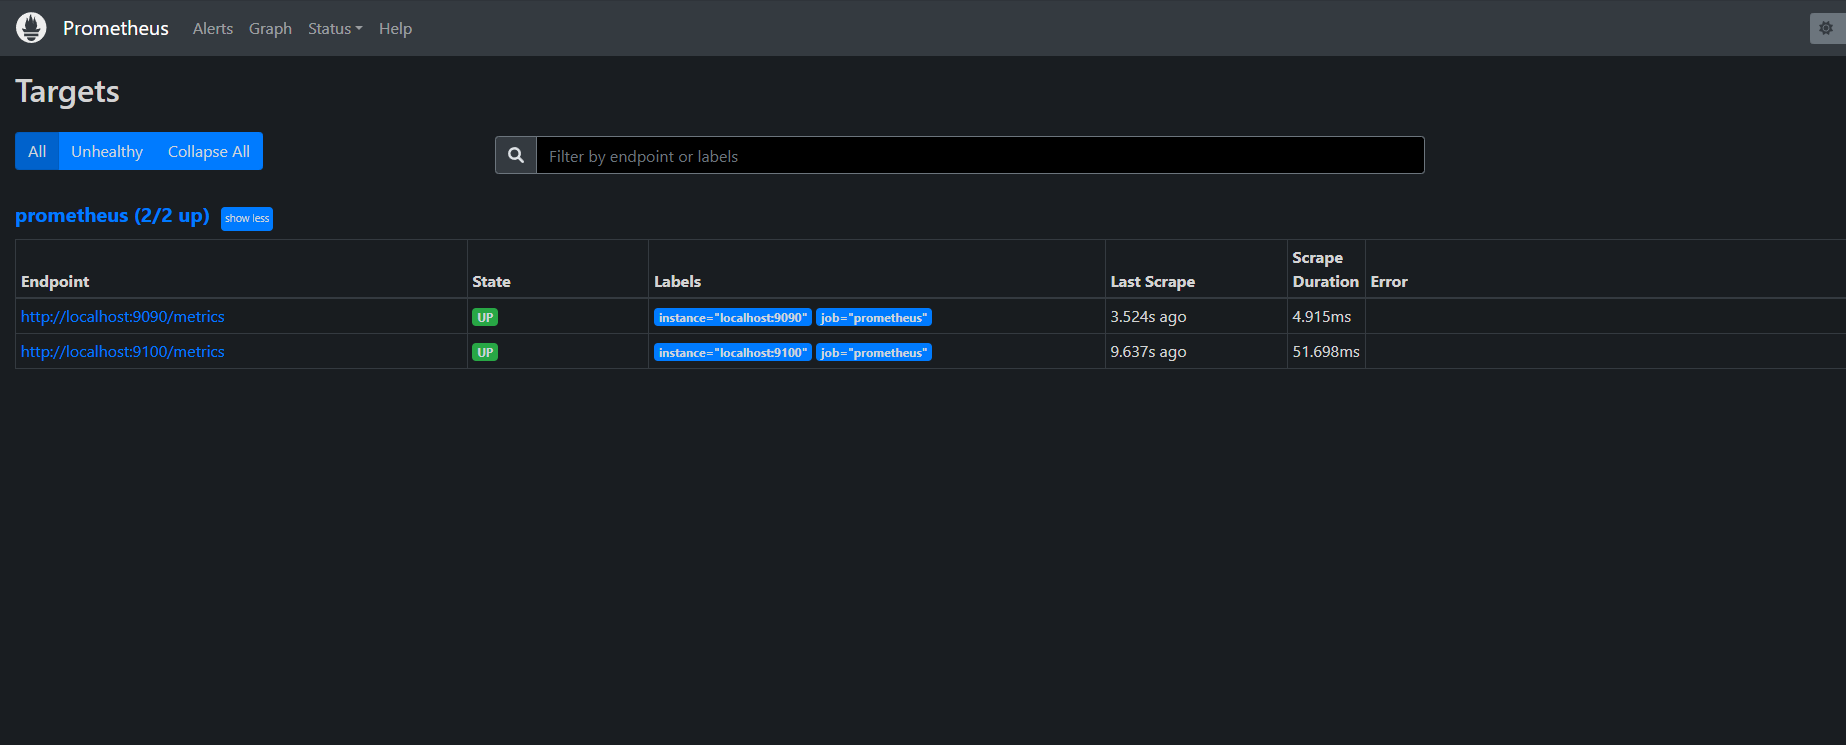 Prometheus Alerts Graph Status Help
Targets
All Unhealthy Collapse All
Filter by endpoint or labels
prometheus (2/2 up) show less
Endpoint State Labels Last Scrape Scrape Duration Error
http://localhost:9090/metrics UP instance="localhost:9090" job="prometheus" 3.524s ago 4.915ms
http://localhost:9100/metrics UP instance="localhost:9100" job="prometheus" 9.637s ago 51.698ms